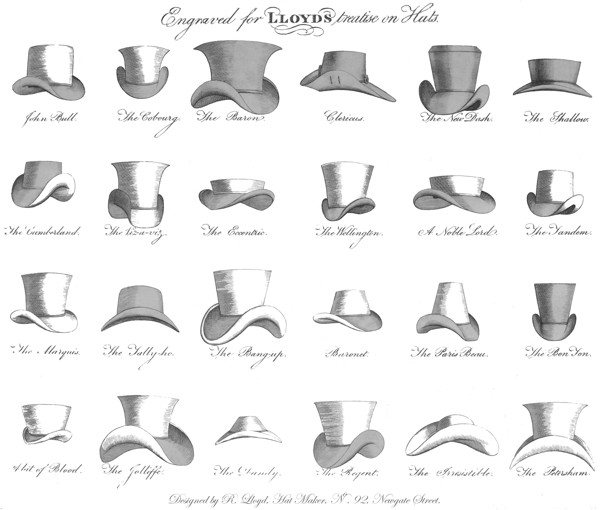 Engraved for LLOYDS treatise on Hats.
John Bull.
The Cobourg.
The Baron.
Clericus.
The New Dash.
The Shallow.
The Cumberland.
The Viz-a-viz.
The Eccentric.
The Wellington.
A Noble Lord.
The Tandem.
The Marquis.
The Tally-ho.
The Bang-up.
Baronet.
The Paris Beau.
The Bon Ton.
A bit of Blood.
The Jolliffe.
The Dandy.
The Regent.
The Irresistible.
The Petersham.
Designed by R. Lloyd, Hat Maker, No. 92, Newgate Street.